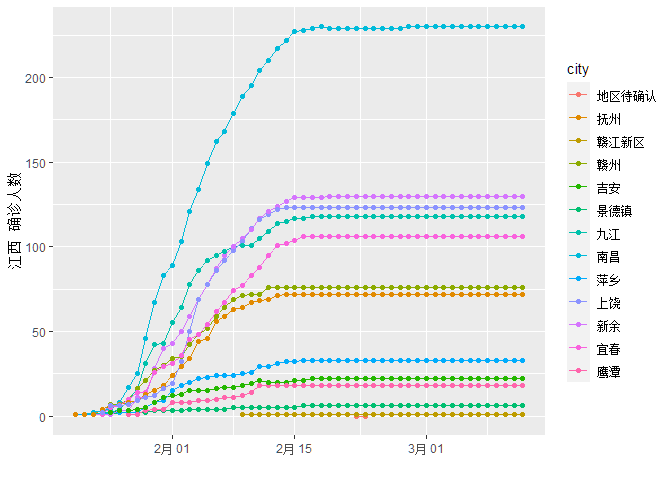 江西 确诊人数
200
150
100
50
0
2月 01
2月 15
3月 01
city
地区待确认
抚州
赣江新区
赣州
吉安
景德镇
九江
南昌
萍乡
上饶
新余
宜春
鹰潭